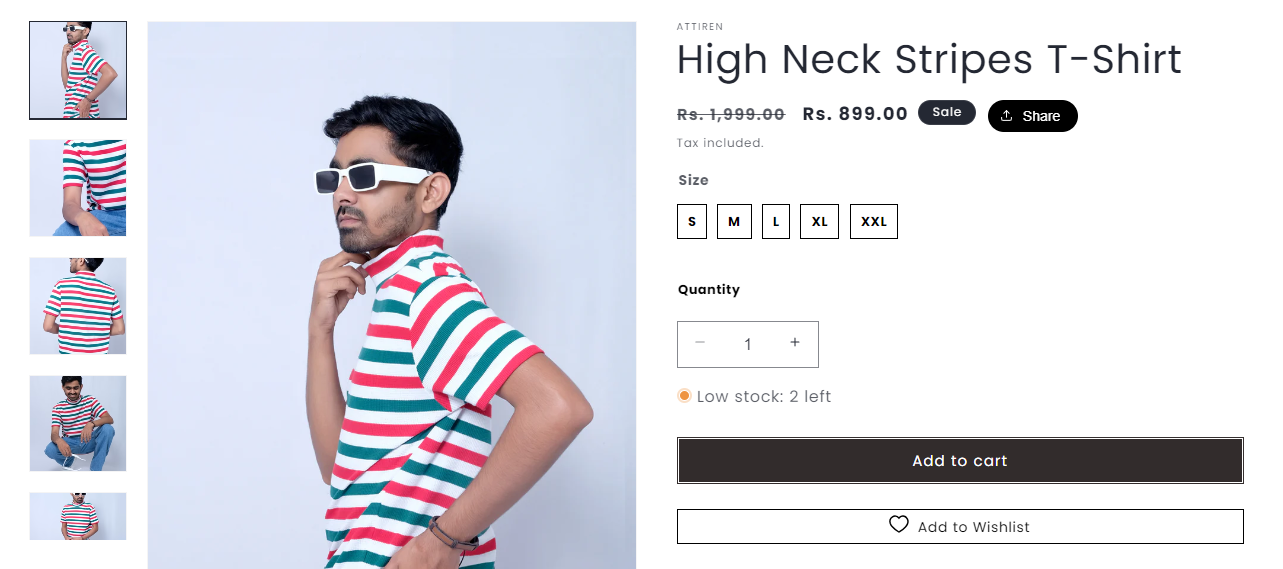 ATTIREN
High Neck Stripes T-Shirt
Rs. 1,999.00 Rs. 899.00 Sale Share
Tax included.
Size
S M L XL XXL
Quantity
− 1 +
Low stock: 2 left
Add to cart
Add to Wishlist